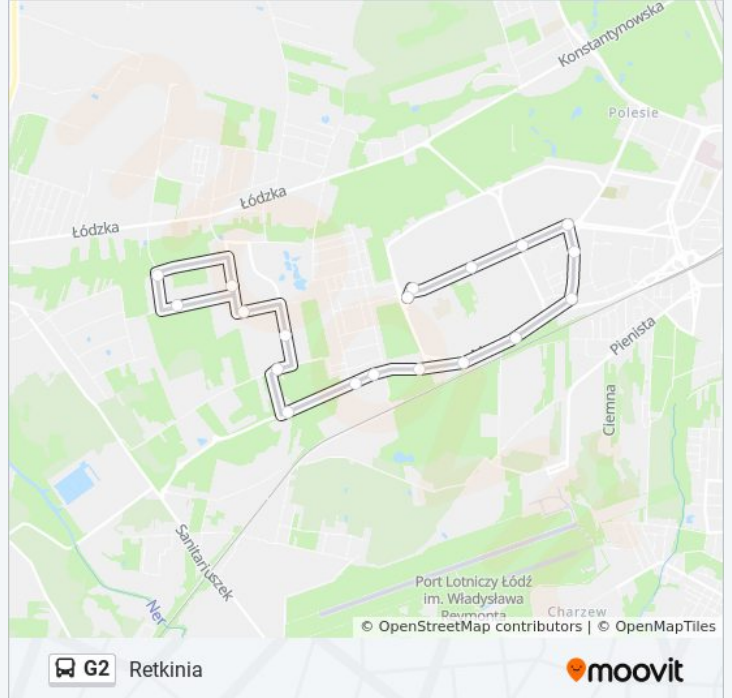 Konstantynowska
Polesie
Łódzka
Łódzka
Pienista
Ciemna
Sanitariuszek
Ner
Port Lotniczy Łódź
im. Władysława
Reymonta
Charzew
© OpenStreetMap contributors | © OpenMapTiles
G2 Retkinia
moovit